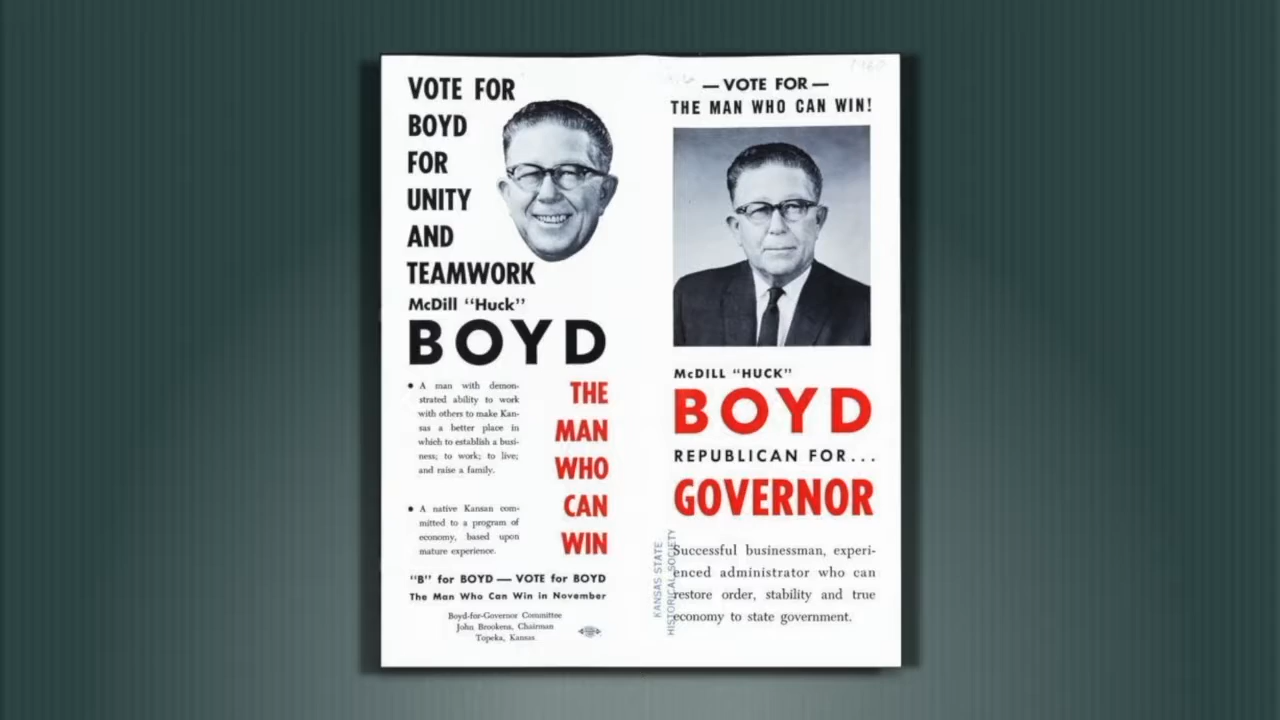 VOTE FOR
BOYD
FOR
UNITY
AND
TEAMWORK
McDill “Huck”
BOYD
• A man with demon-
strated ability to work
with others to make Kan-
sas a better place in
which to establish a busi-
ness; to work; to live;
and raise a family.
• A native Kansan com-
mitted to a program of
economy, based upon
mature experience.
THE
MAN
WHO
CAN
WIN
“B” for BOYD — VOTE for BOYD
The Man Who Can Win in November
Boyd-for-Governor Committee
John Brookens, Chairman
Topeka, Kansas
— VOTE FOR —
THE MAN WHO CAN WIN!
McDILL “HUCK”
BOYD
REPUBLICAN FOR...
GOVERNOR
Successful businessman, experi-
enced administrator who can
restore order, stability and true
economy to state government.
KANSAS STATE
HISTORICAL SOCIETY